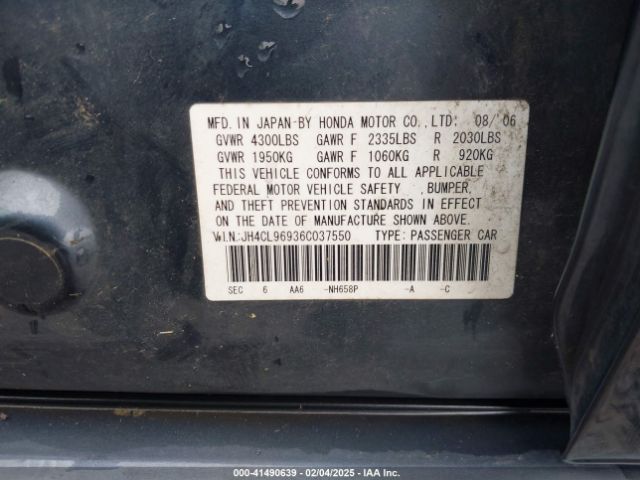 MFD. IN JAPAN BY HONDA MOTOR CO.,LTD: 08/ 06
GVWR 4300LBS GAWR F 2335LBS R 2030LBS
GVWR 1950KG GAWR F 1060KG R 920KG
THIS VEHICLE CONFORMS TO ALL APPLICABLE
FEDERAL MOTOR VEHICLE SAFETY ,BUMPER,
AND THEFT PREVENTION STANDARDS IN EFFECT
ON THE DATE OF MANUFACTURE SHOWN ABOVE.
V.I.N:JH4CL96936C037550 TYPE: PASSENGER CAR
SEC 6 AA6 -NH658P -A -C
000-41490639 - 02/04/2025 - IAA Inc.